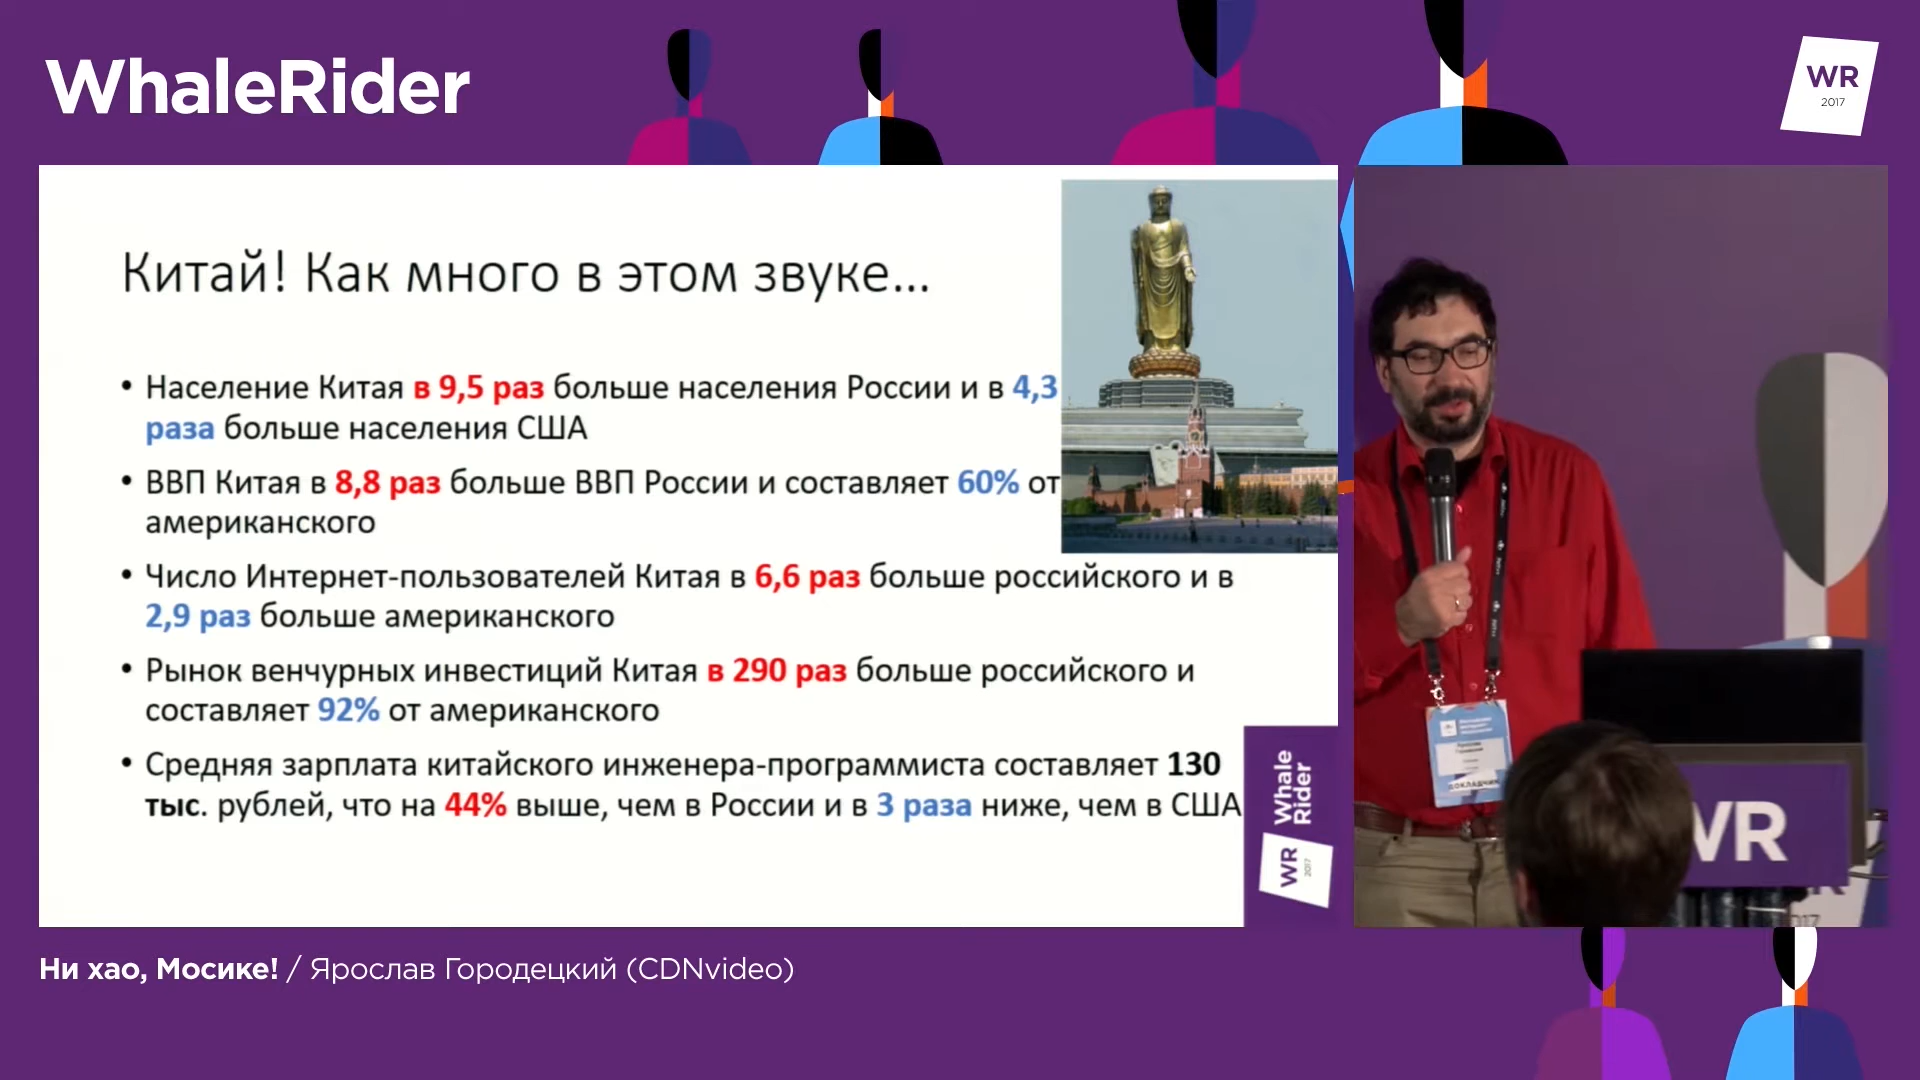 WhaleRider
WR
2017
Китай! Как много в этом звуке...
• Население Китая в 9,5 раз больше населения России и в 4,3
раза больше населения США
• ВВП Китая в 8,8 раз больше ВВП России и составляет 60% от
американского
• Число Интернет-пользователей Китая в 6,6 раз больше российского и в
2,9 раз больше американского
• Рынок венчурных инвестиций Китая в 290 раз больше российского и
составляет 92% от американского
• Средняя зарплата китайского инженера-программиста составляет 130
тыс. рублей, что на 44% выше, чем в России и в 3 раза ниже, чем в США
Whale
Rider
WR
2017
ДОКЛАДЧИК
WR
Ни хао, Мосике! / Ярослав Городецкий (CDNvideo)